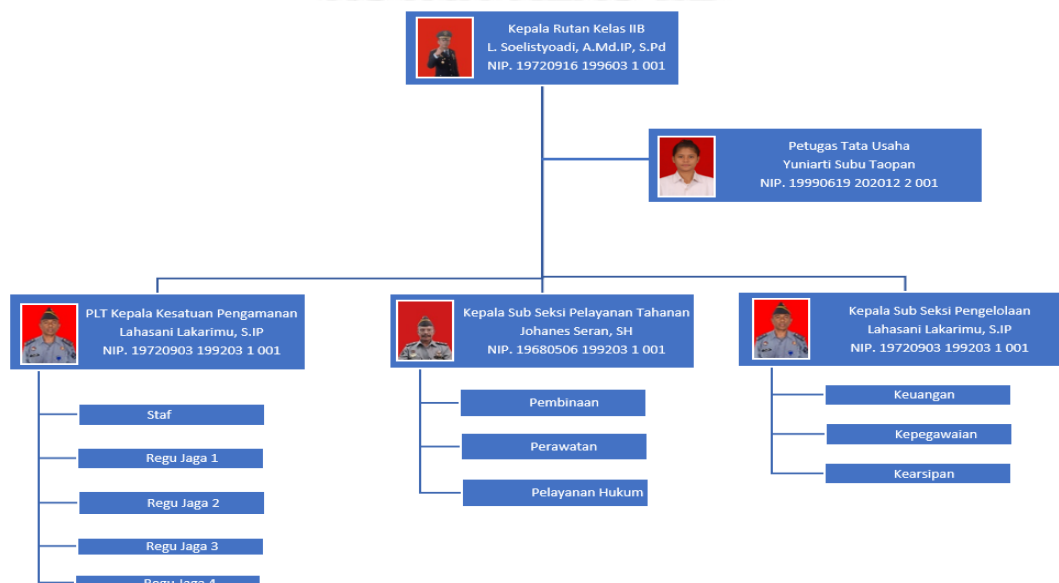 Kepala Rutan Kelas IIB
L. Soelistyoadi, A.Md.IP, S.Pd
NIP. 19720916 199603 1 001
Petugas Tata Usaha
Yuniarti Subu Taopan
NIP. 19990619 202012 2 001
PLT Kepala Kesatuan Pengamanan
Lahasani Lakarimu, S.IP
NIP. 19720903 199203 1 001
Staf
Regu Jaga 1
Regu Jaga 2
Regu Jaga 3
Regu Jaga 4
Kepala Sub Seksi Pelayanan Tahanan
Johanes Seran, SH
NIP. 19680506 199203 1 001
Pembinaan
Perawatan
Pelayanan Hukum
Kepala Sub Seksi Pengelolaan
Lahasani Lakarimu, S.IP
NIP. 19720903 199203 1 001
Keuangan
Kepegawaian
Kearsipan